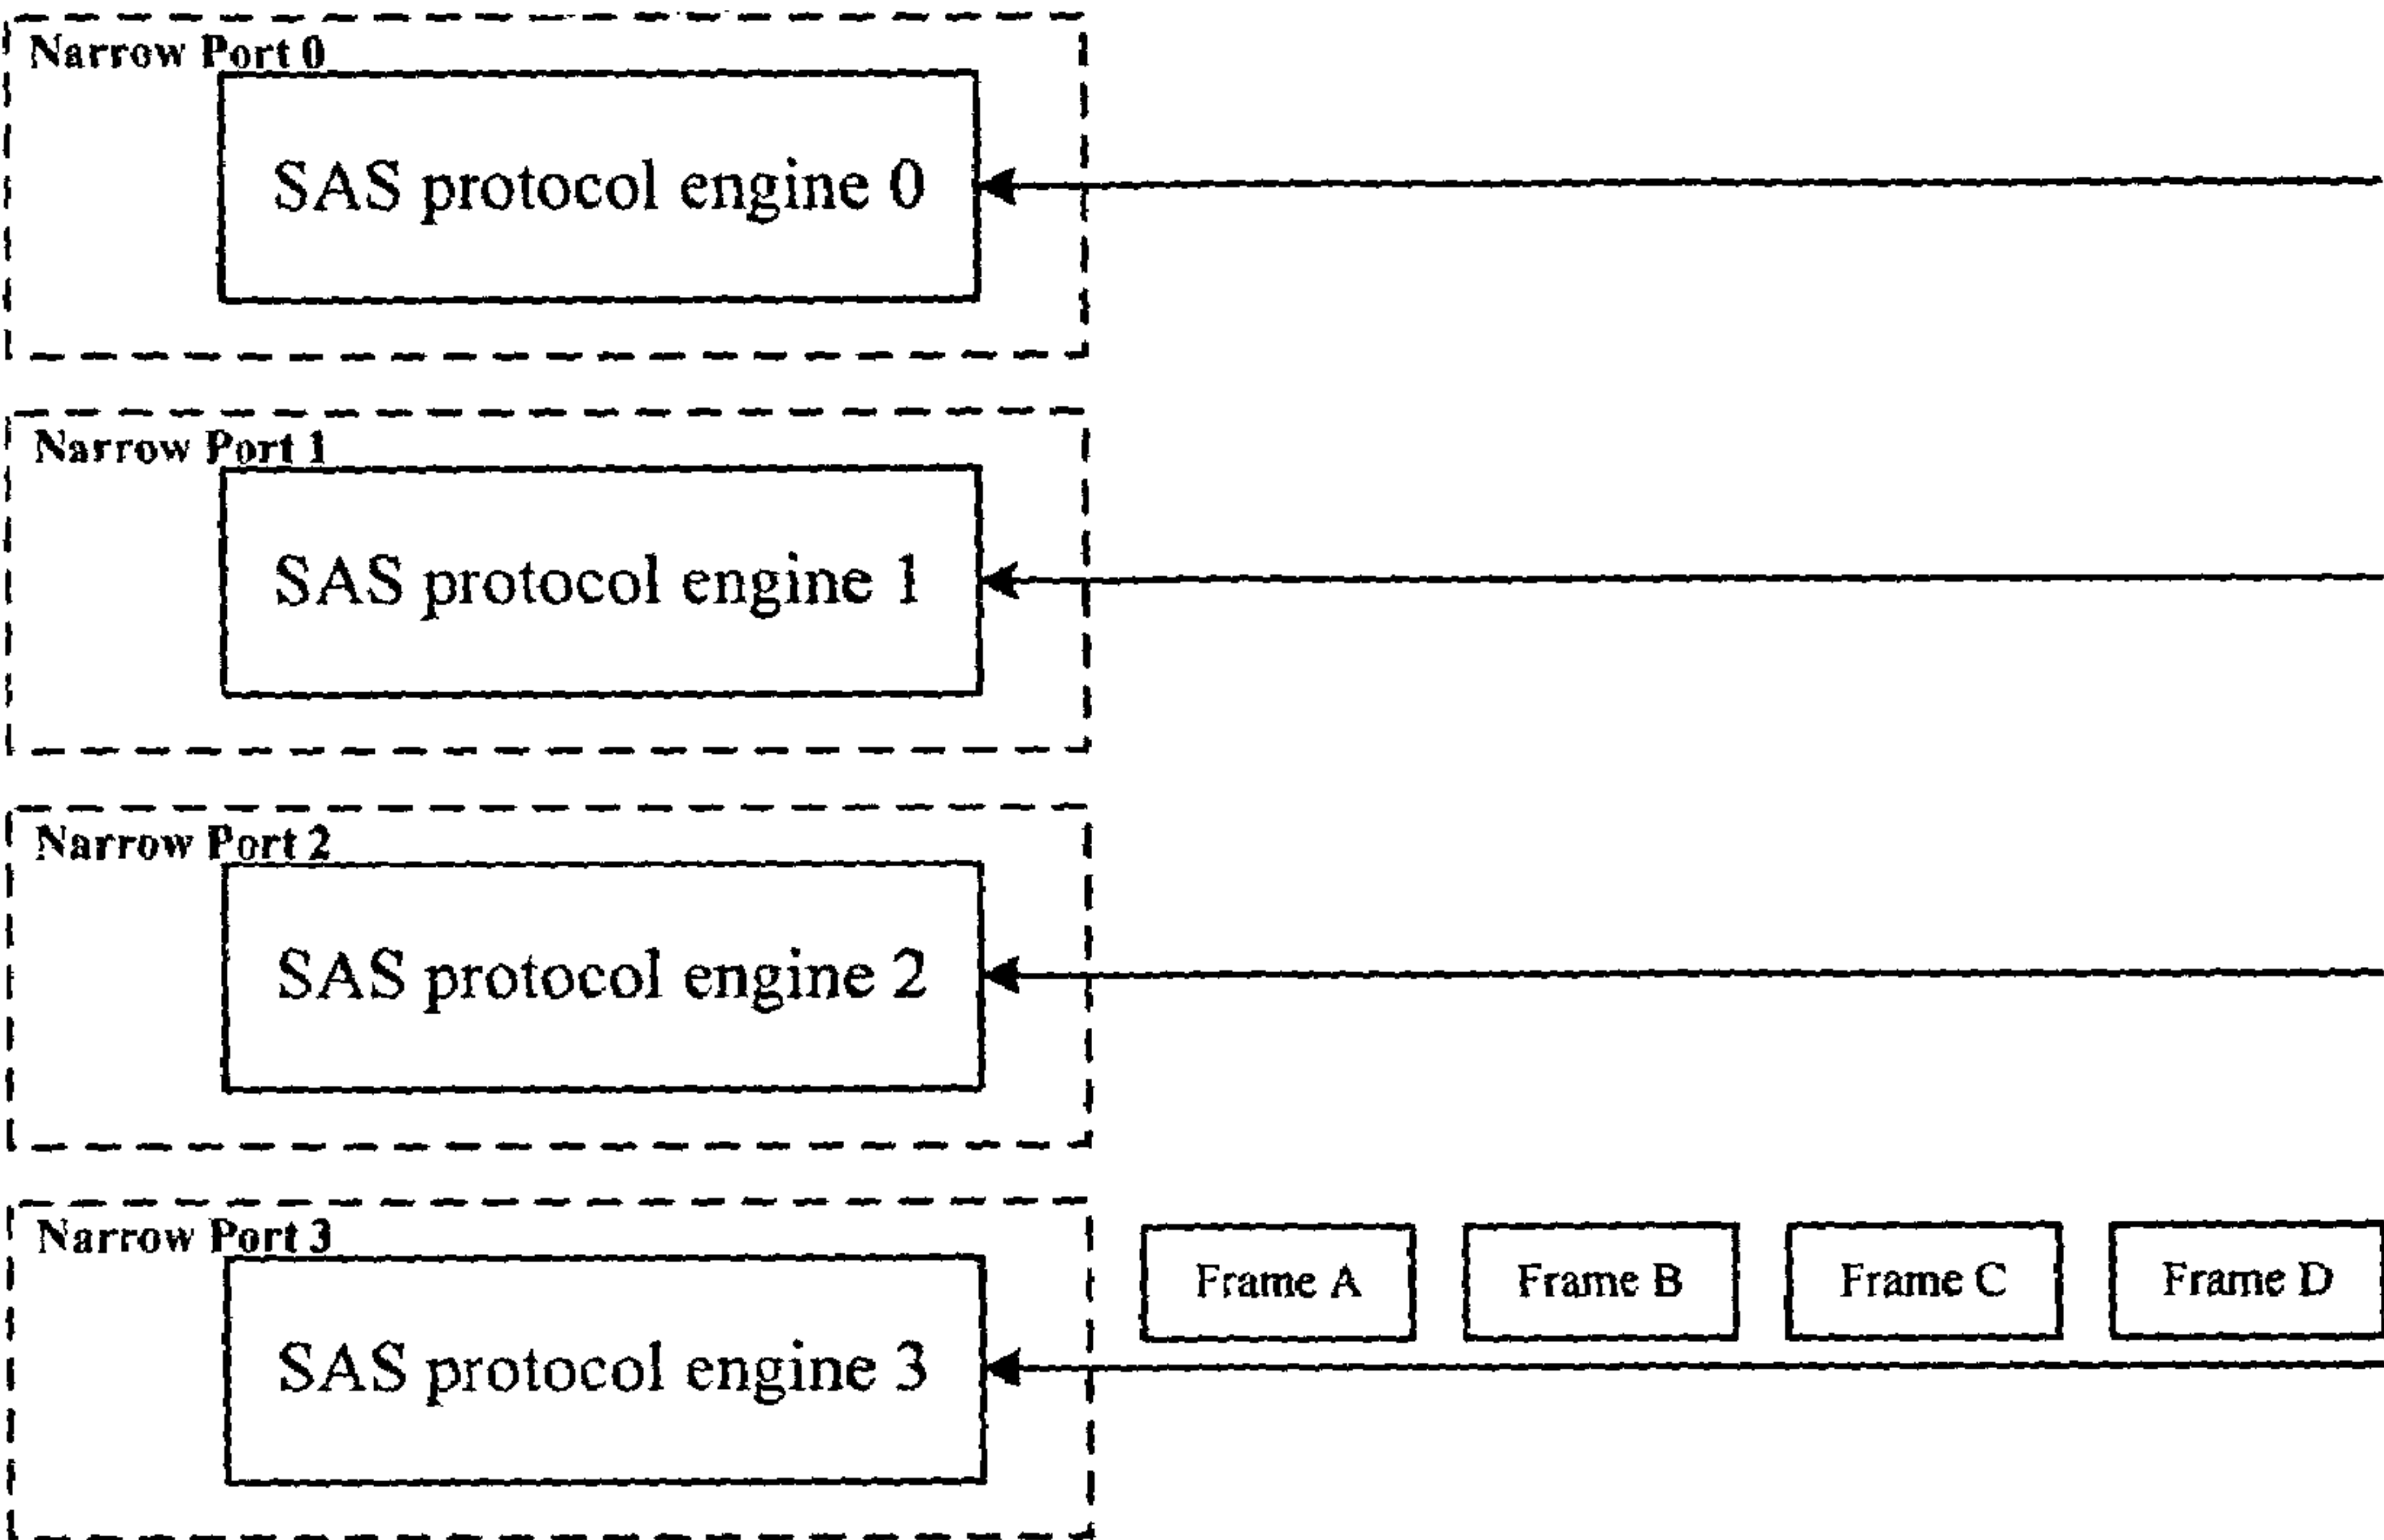 Narrow Port 0
SAS protocol engine 0
Narrow Port 1
SAS protocol engine 1
Narrow Port 2
SAS protocol engine 2
Narrow Port 3
Frame A
Frame B
Frame C
Frame D
SAS protocol engine 3